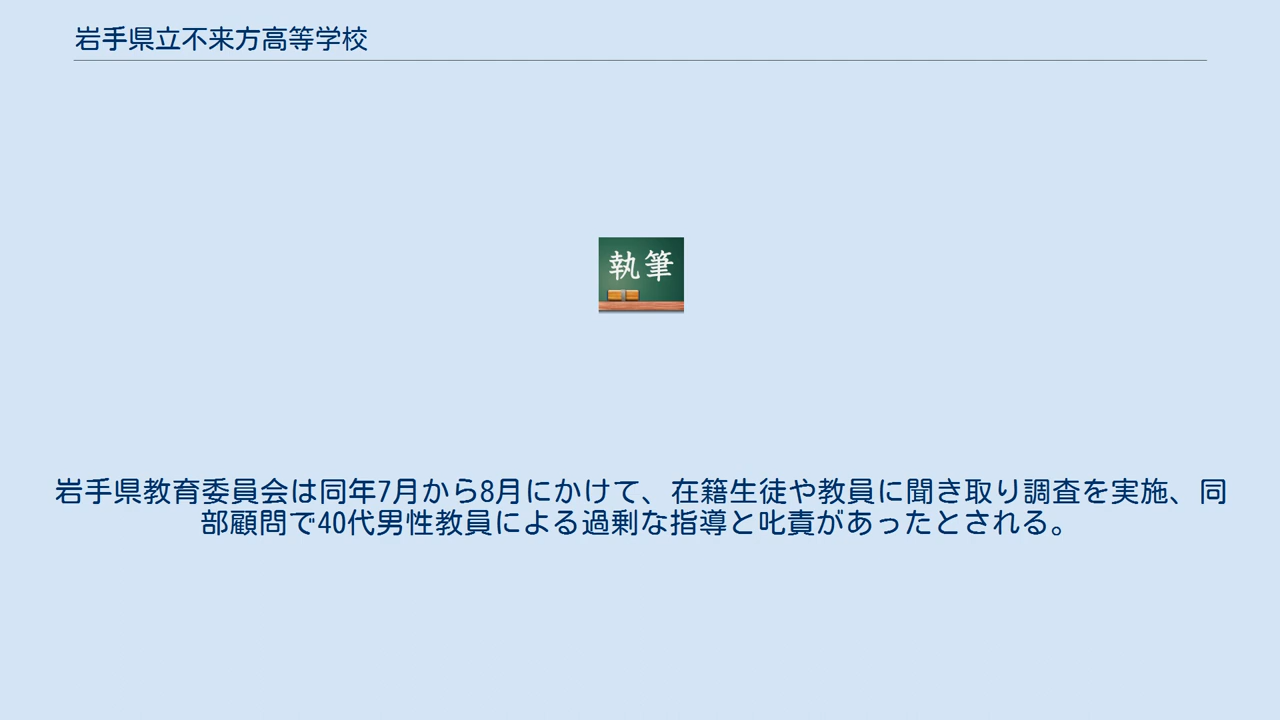 岩手県立不来方高等学校
執筆
岩手県教育委員会は同年7月から8月にかけて、在籍生徒や教員に聞き取り調査を実施、同
部顧問で40代男性教員による過剰な指導と叱責があったとされる。